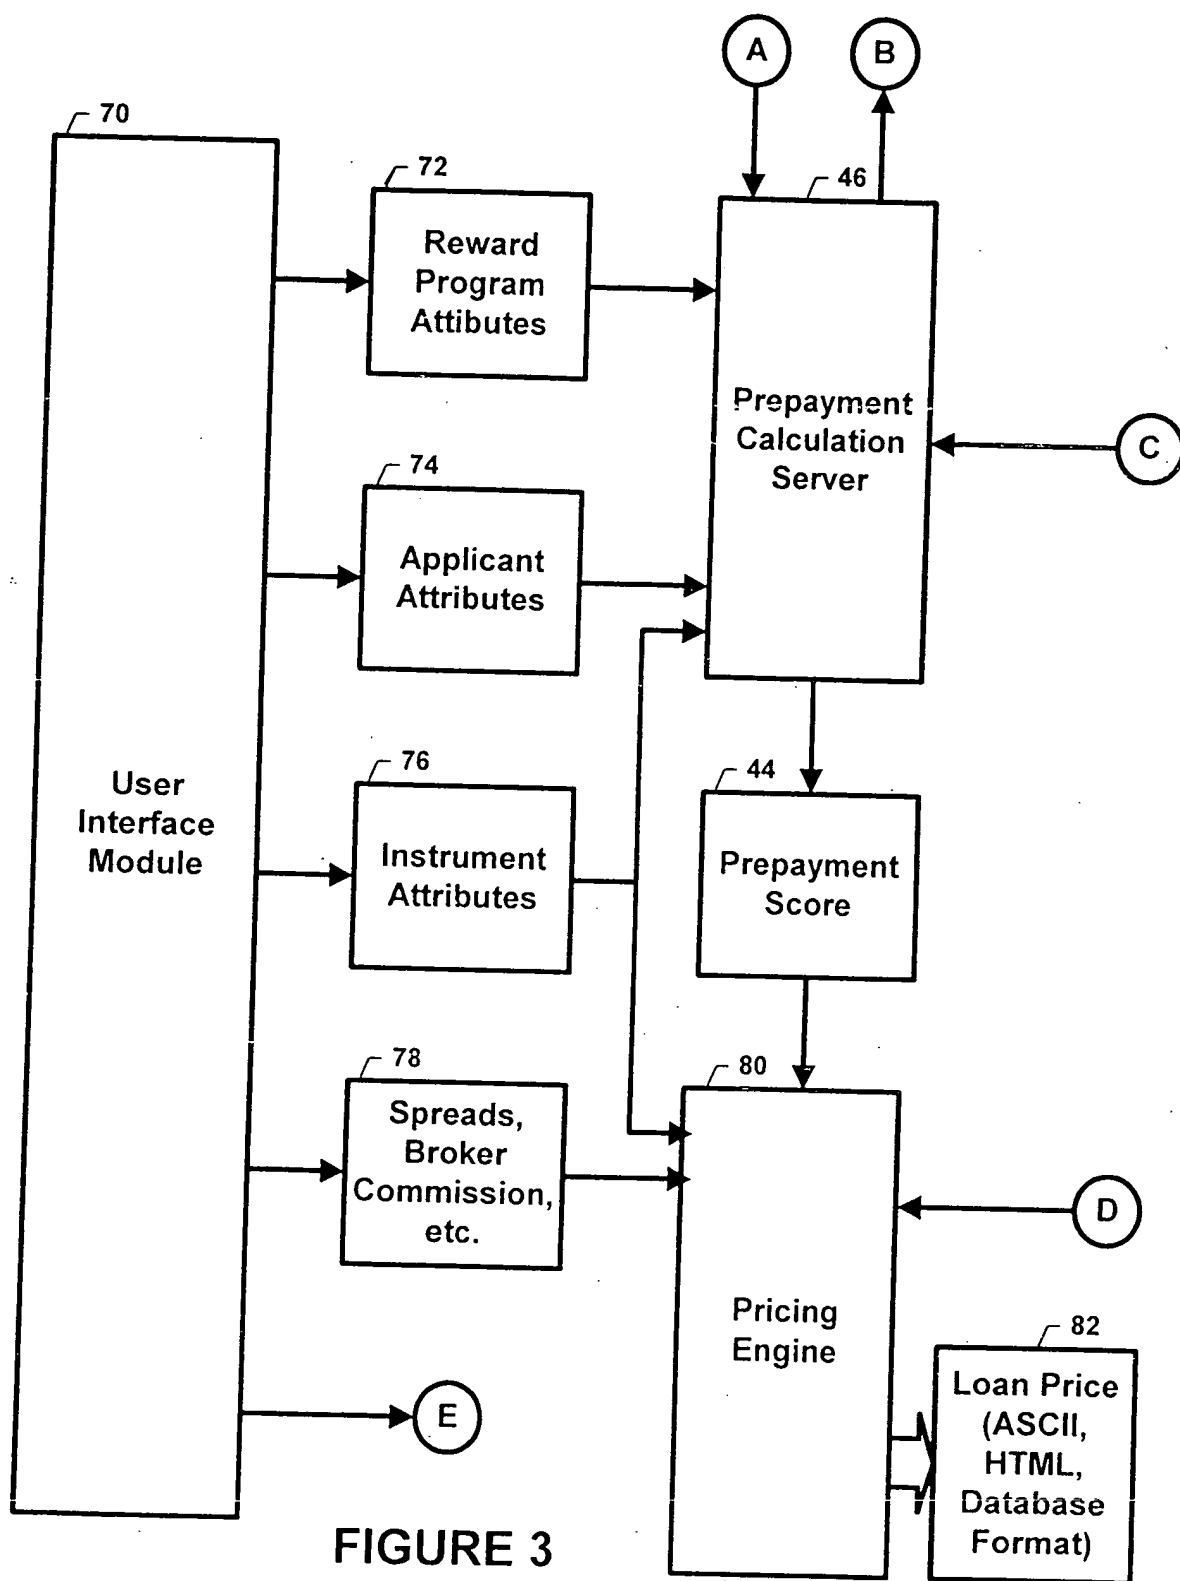 A
B
70
72
46
Reward
Program
Attibutes
Prepayment
Calculation
Server
C
74
Applicant
Attributes
76
44
User
Interface
Module
Instrument
Attributes
Prepayment
Score
78
80
Spreads,
Broker
Commission,
etc.
D
Pricing
Engine
82
Loan Price
(ASCII,
HTML,
Database
Format)
E
FIGURE 3